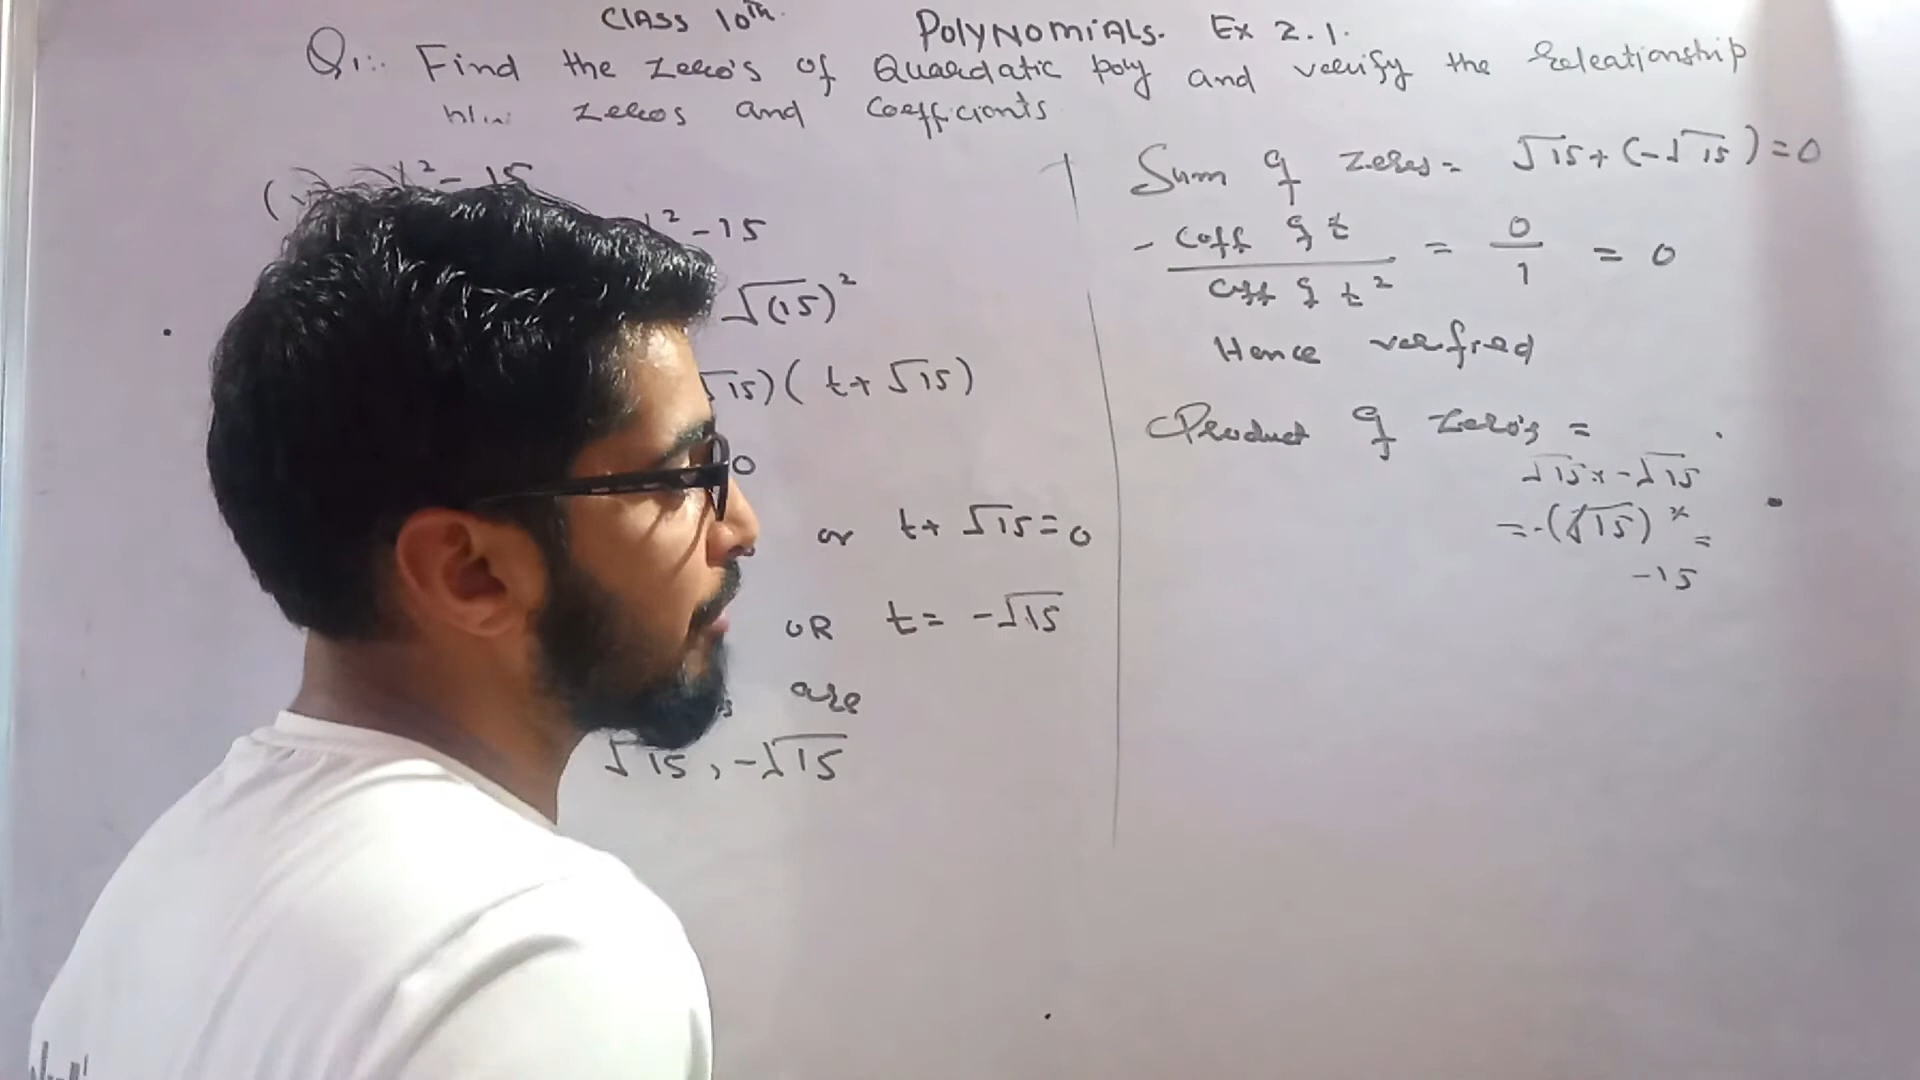 CLASS 10th. POLYNOMIALS. Ex 2.1.
Q1:- Find the Zero's of Quardatic poly and verify the Releationship
Zeros and Coefficients
² - 15
² - 15
√(15)²
√15) ( t + √15)
0
or t + √15 = 0
OR t = -√15
are
√15, -√15
Sum of zeros = √15 + (-√15) = 0
- Coff of t / Coff of t² = 0/1 = 0
Hence verified
Product of Zero's =
√15 x -√15
= -(√15)² =
-15